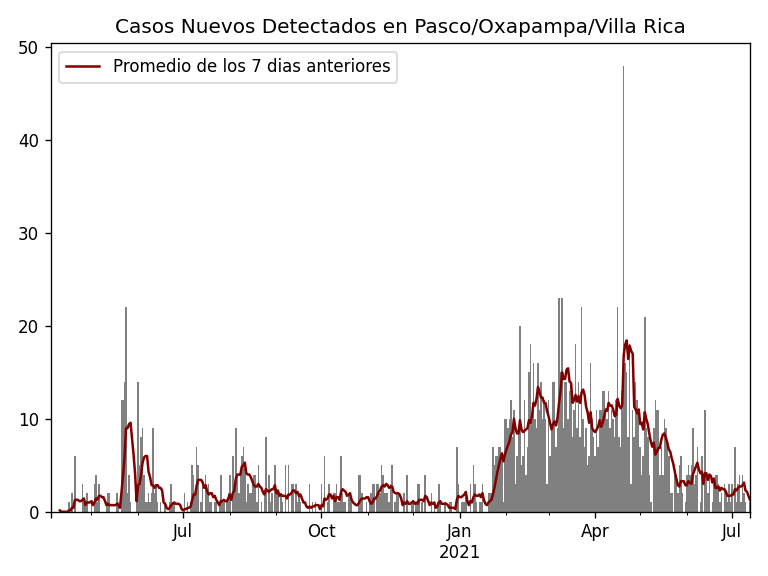 Casos Nuevos Detectados en Pasco/Oxapampa/Villa Rica
Promedio de los 7 dias anteriores
50
40
30
20
10
0
Jul
Oct
Jan
2021
Apr
Jul